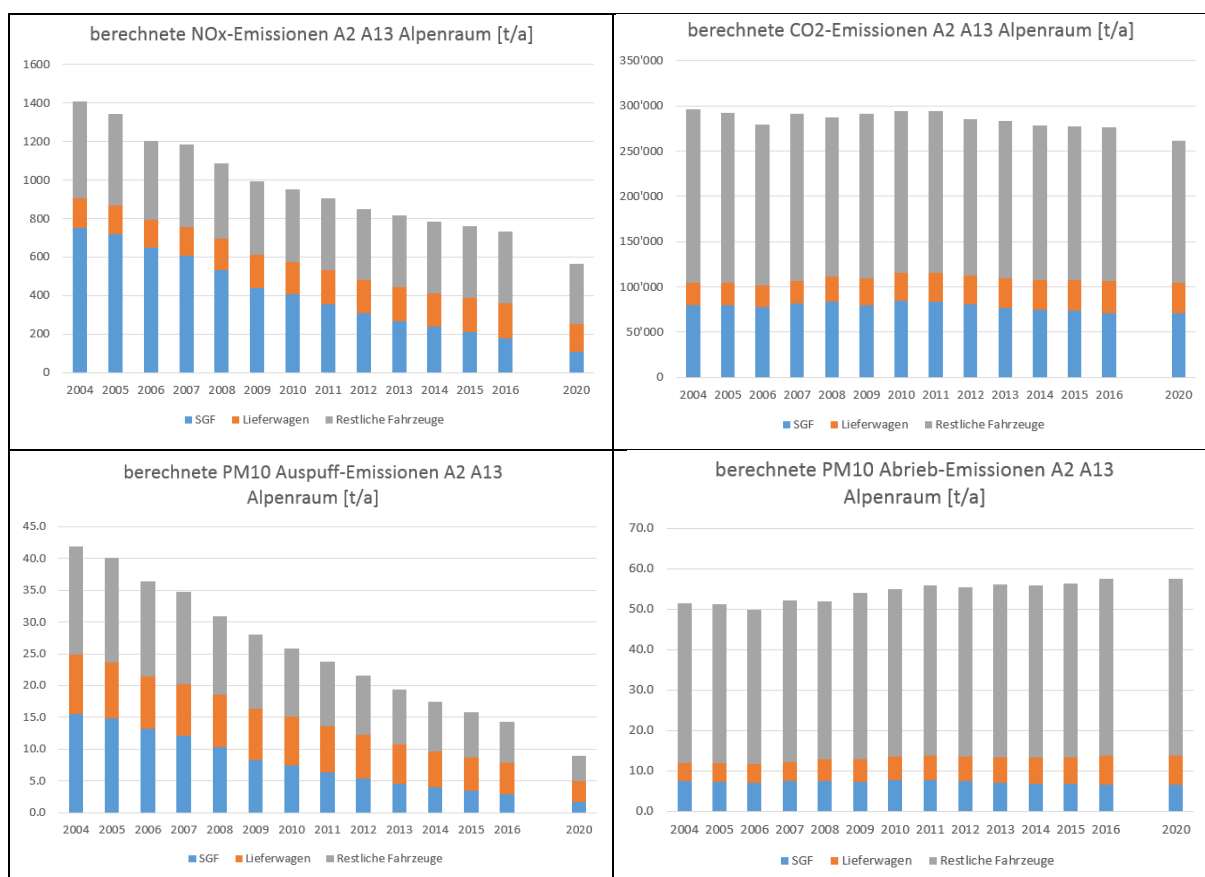 berechnete NOx-Emissionen A2 A13 Alpenraum [t/a]
1600
1400
1200
1000
800
600
400
200
0
2004 2005 2006 2007 2008 2009 2010 2011 2012 2013 2014 2015 2016 2020
SGF Lieferwagen Restliche Fahrzeuge
berechnete CO2-Emissionen A2 A13 Alpenraum [t/a]
350'000
300'000
250'000
200'000
150'000
100'000
50'000
0
2004 2005 2006 2007 2008 2009 2010 2011 2012 2013 2014 2015 2016 2020
SGF Lieferwagen Restliche Fahrzeuge
berechnete PM10 Auspuff-Emissionen A2 A13
Alpenraum [t/a]
45.0
40.0
35.0
30.0
25.0
20.0
15.0
10.0
5.0
0.0
2004 2005 2006 2007 2008 2009 2010 2011 2012 2013 2014 2015 2016 2020
SGF Lieferwagen Restliche Fahrzeuge
berechnete PM10 Abrieb-Emissionen A2 A13
Alpenraum [t/a]
70.0
60.0
50.0
40.0
30.0
20.0
10.0
0.0
2004 2005 2006 2007 2008 2009 2010 2011 2012 2013 2014 2015 2016 2020
SGF Lieferwagen Restliche Fahrzeuge